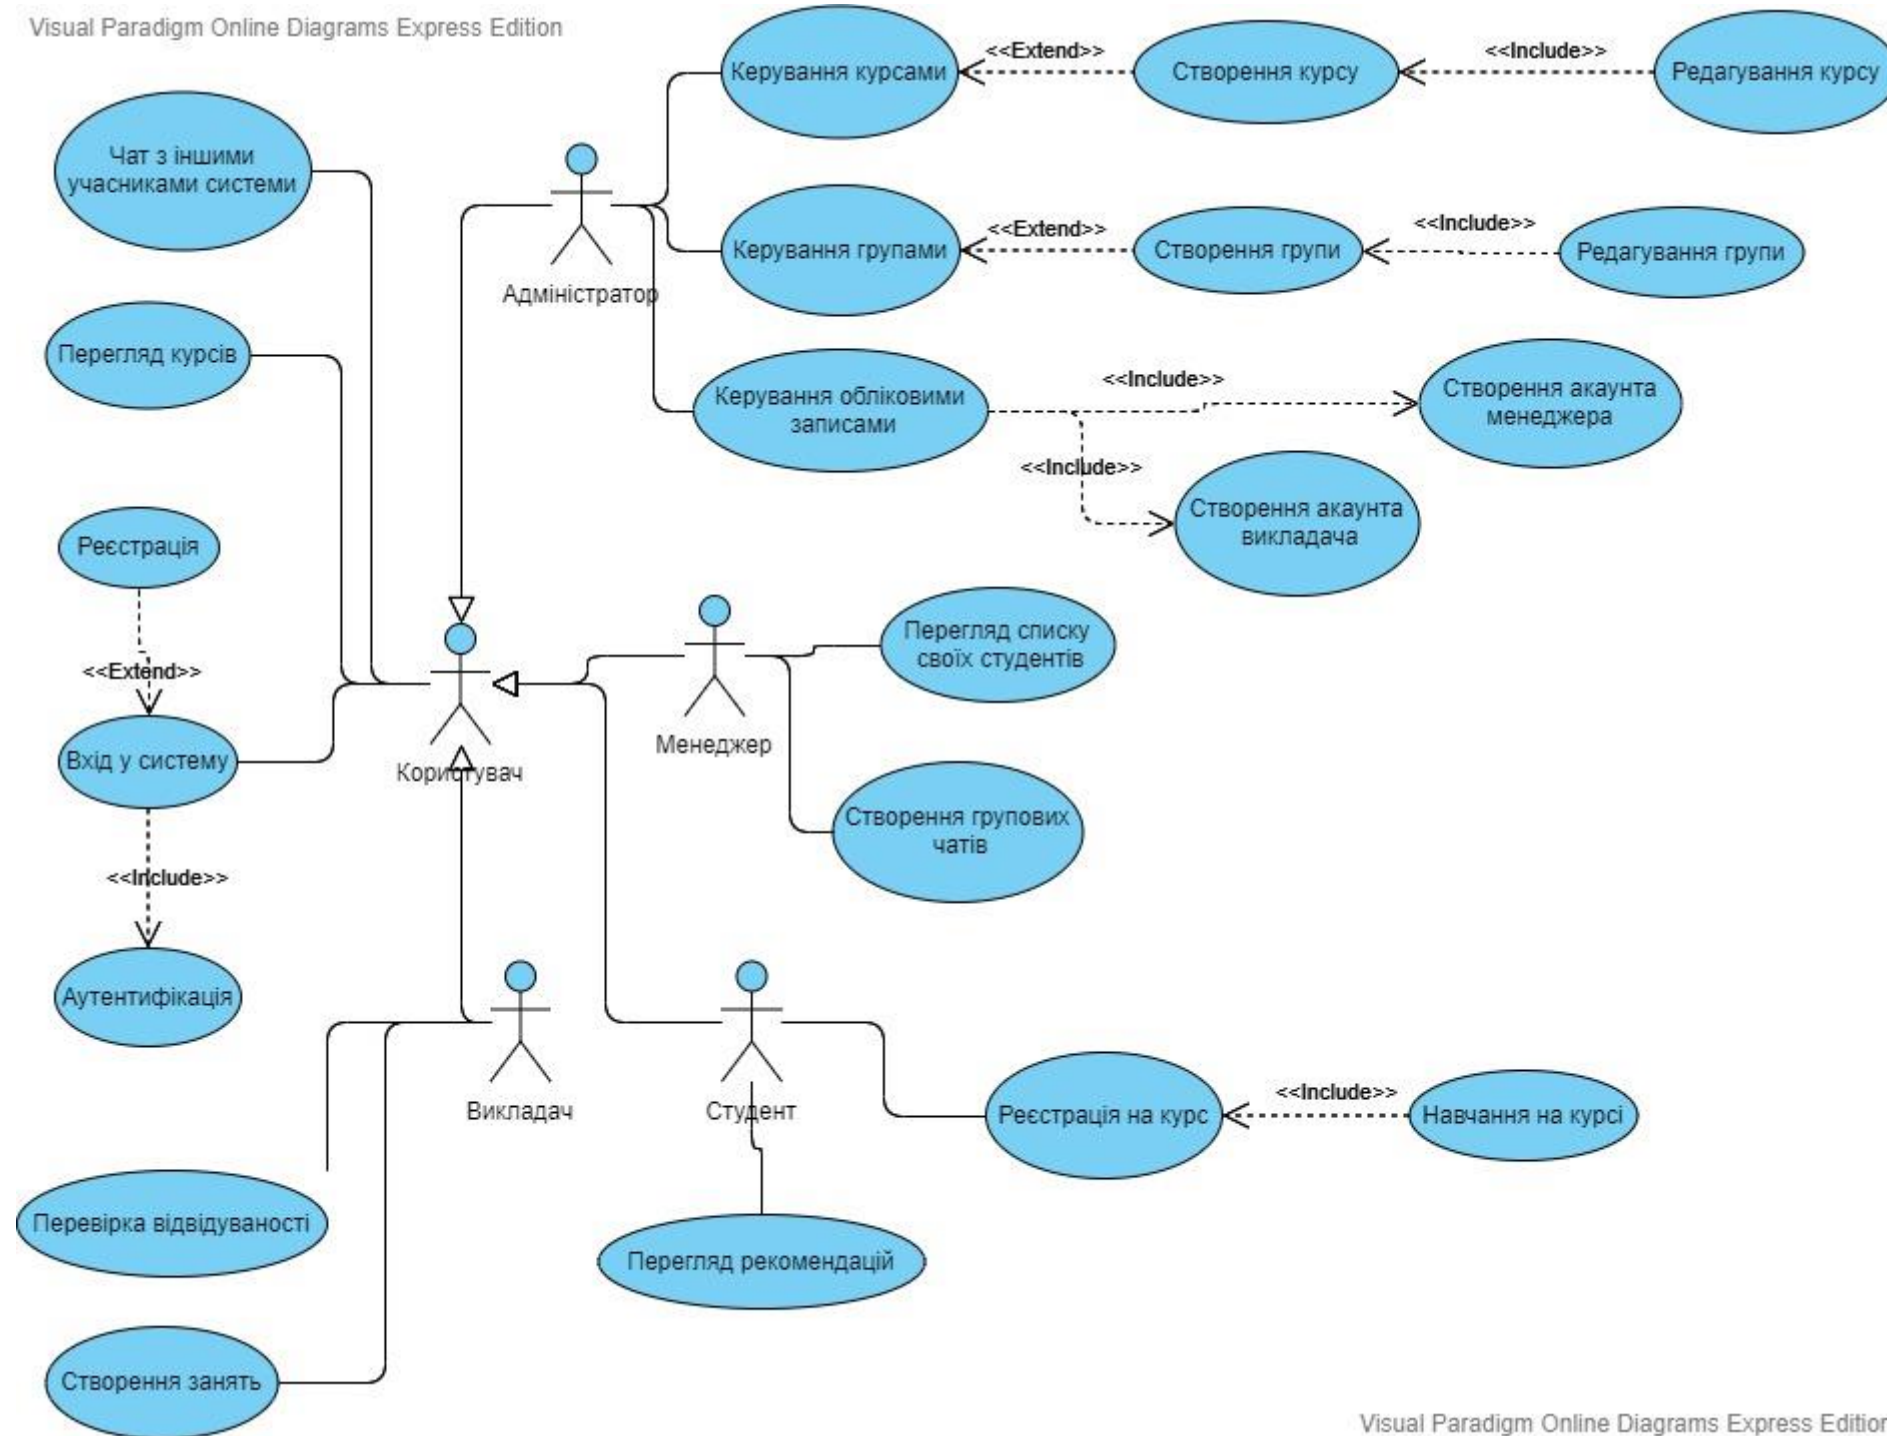 Visual Paradigm Online Diagrams Express Edition
Керування курсами
<<Extend>>
Створення курсу
<<Include>>
Редагування курсу
Чат з іншими
учасниками системи
Адміністратор
Керування групами
<<Extend>>
Створення групи
<<Include>>
Редагування групи
Перегляд курсів
Керування обліковими
записами
<<Include>>
Створення акаунта
менеджера
<<Include>>
Створення акаунта
викладача
Реєстрація
<<Extend>>
Вхід у систему
<<Include>>
Аутентифікація
Користувач
Менеджер
Перегляд списку
своїх студентів
Створення групових
чатів
Викладач
Студент
Реєстрація на курс
<<Include>>
Навчання на курсі
Перевірка відвідуваності
Перегляд рекомендацій
Створення занять
Visual Paradigm Online Diagrams Express Edition